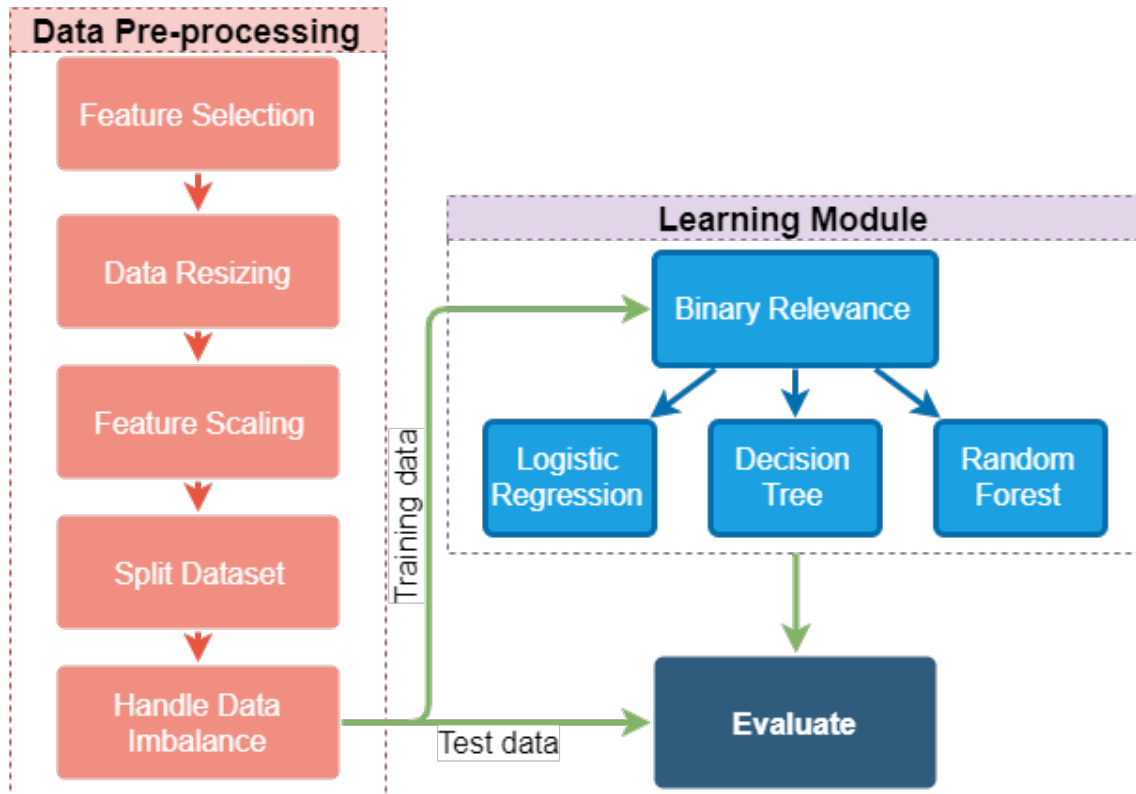 Data Pre-processing
Feature Selection
Data Resizing
Feature Scaling
Split Dataset
Handle Data
Imbalance
Training data
Test data
Learning Module
Binary Relevance
Logistic
Regression
Decision
Tree
Random
Forest
Evaluate